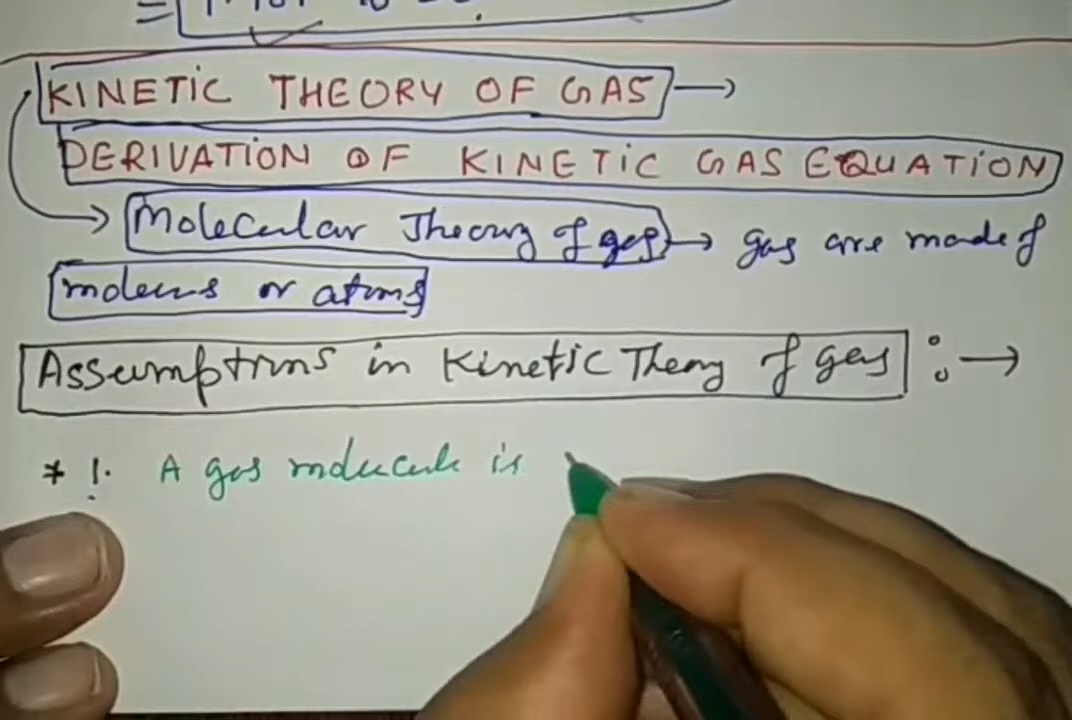 KINETIC THEORY OF GAS →
DERIVATION OF KINETIC GAS EQUATION
→ Molecular Theory of gas → gas are made of
molecules or atoms
Assumptions in Kinetic Theory of gas : →
* 1. A gas molecule is